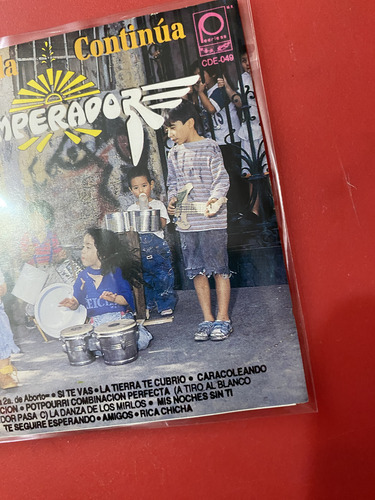 a Continúa
MPERADOR
Peerless
CDE-049
2a. de Aborto= • SI TE VAS • LA TIERRA TE CUBRIO • CARACOLEANDO
CION • POTPOURRI COMBINACION PERFECTA (A TIRO AL BLANCO
DOR PASA C) LA DANZA DE LOS MIRLOS • MIS NOCHES SIN TI
TE SEGUIRE ESPERANDO • AMIGOS • RICA CHICHA